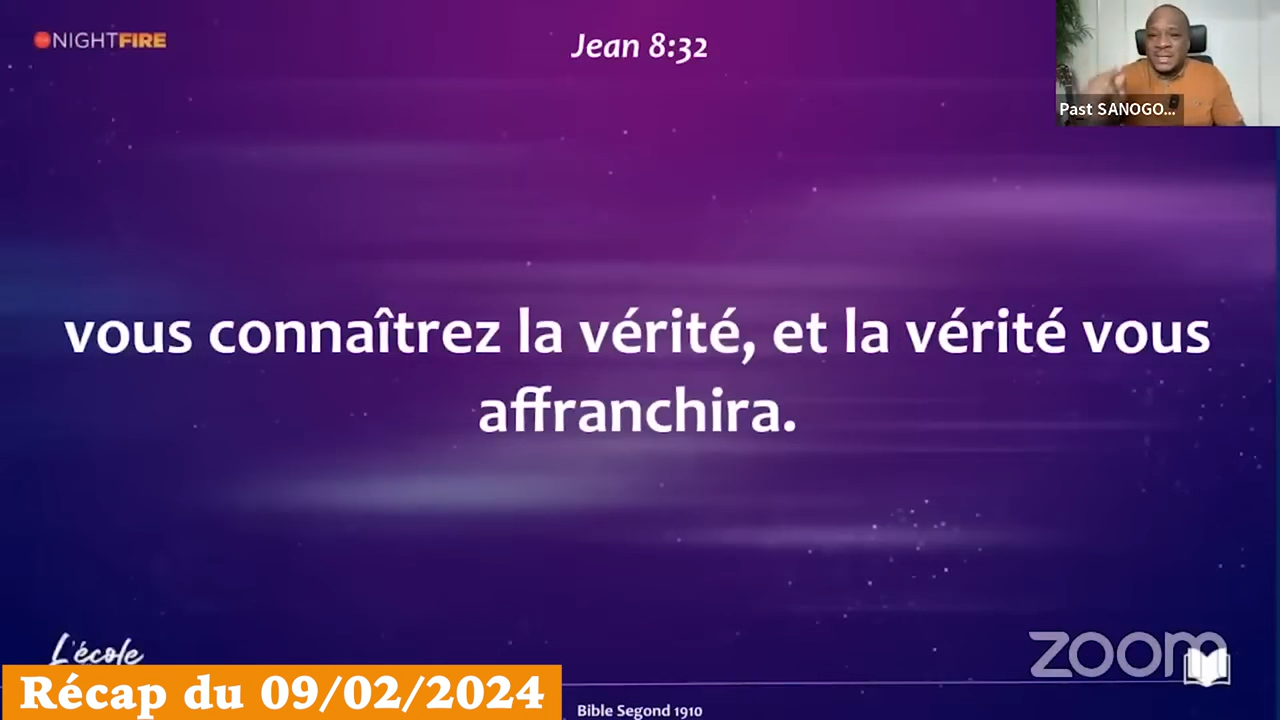 NIGHTFIRE
Jean 8:32
Past SANOGO...
vous connaîtrez la vérité, et la vérité vous
affranchira.
L'école
zoom
Récap du 09/02/2024
Bible Segond 1910